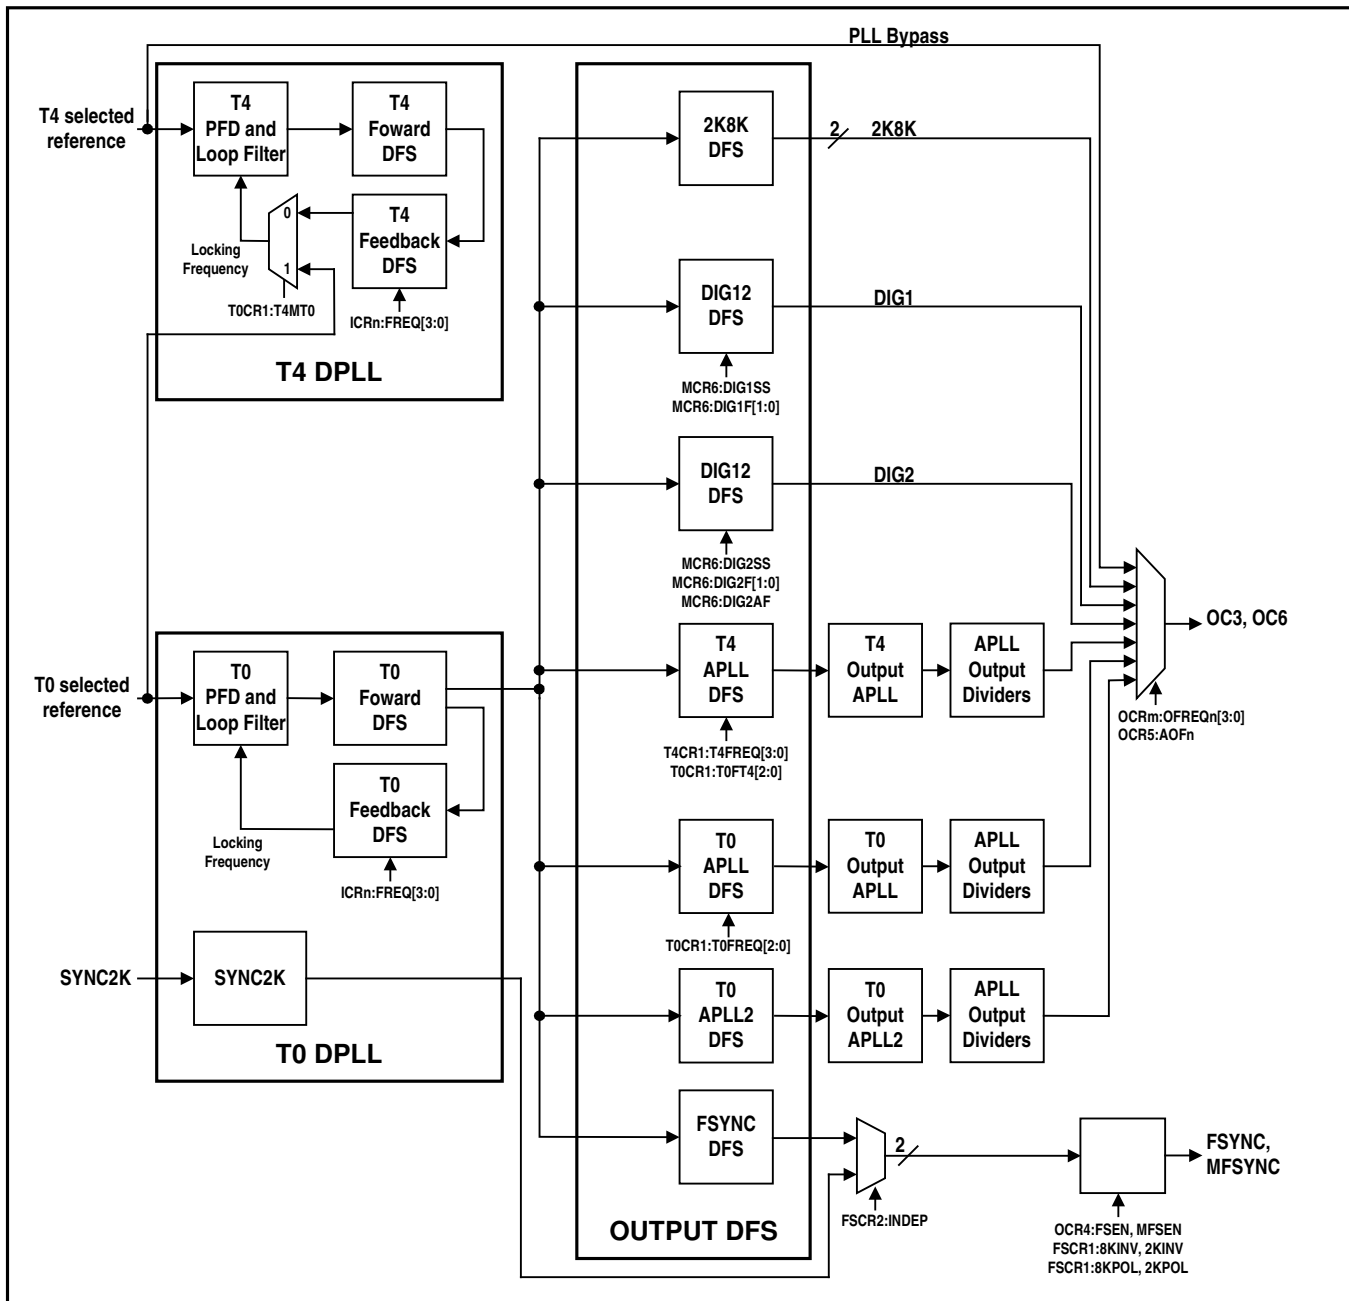 PLL Bypass
T4 selected
reference
T4
PFD and
Loop Filter
T4
Foward
DFS
0
1
T4
Feedback
DFS
Locking
Frequency
T0CR1:T4MT0
ICRn:FREQ[3:0]
T4 DPLL
2K8K
DFS
2
2K8K
DIG12
DFS
DIG1
MCR6:DIG1SS
MCR6:DIG1F[1:0]
DIG12
DFS
DIG2
MCR6:DIG2SS
MCR6:DIG2F[1:0]
MCR6:DIG2AF
T4
APLL
DFS
T4
Output
APLL
APLL
Output
Dividers
T4CR1:T4FREQ[3:0]
T0CR1:T0FT4[2:0]
OC3, OC6
OCRm:OFREQn[3:0]
OCR5:AOFn
T0 selected
reference
T0
PFD and
Loop Filter
T0
Foward
DFS
T0
Feedback
DFS
Locking
Frequency
ICRn:FREQ[3:0]
T0
APLL
DFS
T0
Output
APLL
APLL
Output
Dividers
T0CR1:T0FREQ[2:0]
SYNC2K
SYNC2K
T0 DPLL
T0
APLL2
DFS
T0
Output
APLL2
APLL
Output
Dividers
FSYNC
DFS
2
FSCR2:INDEP
FSYNC,
MFSYNC
OCR4:FSEN, MFSEN
FSCR1:8KINV, 2KINV
FSCR1:8KPOL, 2KPOL
OUTPUT DFS